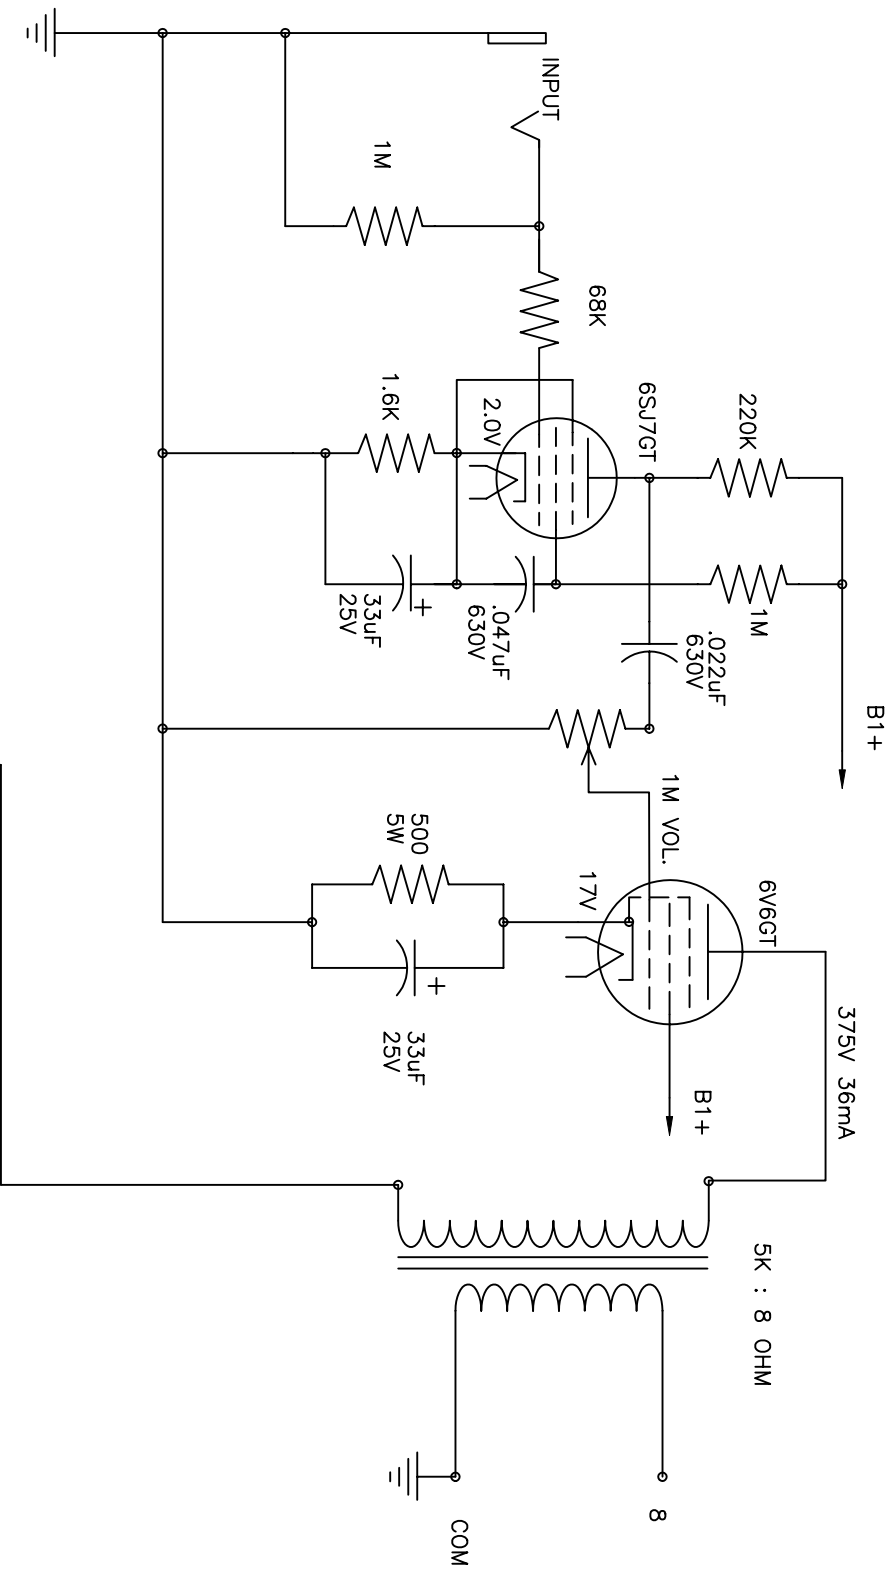 INPUT
1M
68K
1.6K
2.0V
6SJ7GT
220K
1M
33uF
25V
+
.047uF
630V
.022uF
630V
B1+
1M VOL.
500
5W
17V
6V6GT
+
33uF
25V
375V 36mA
B1+
5K : 8 OHM
8
COM